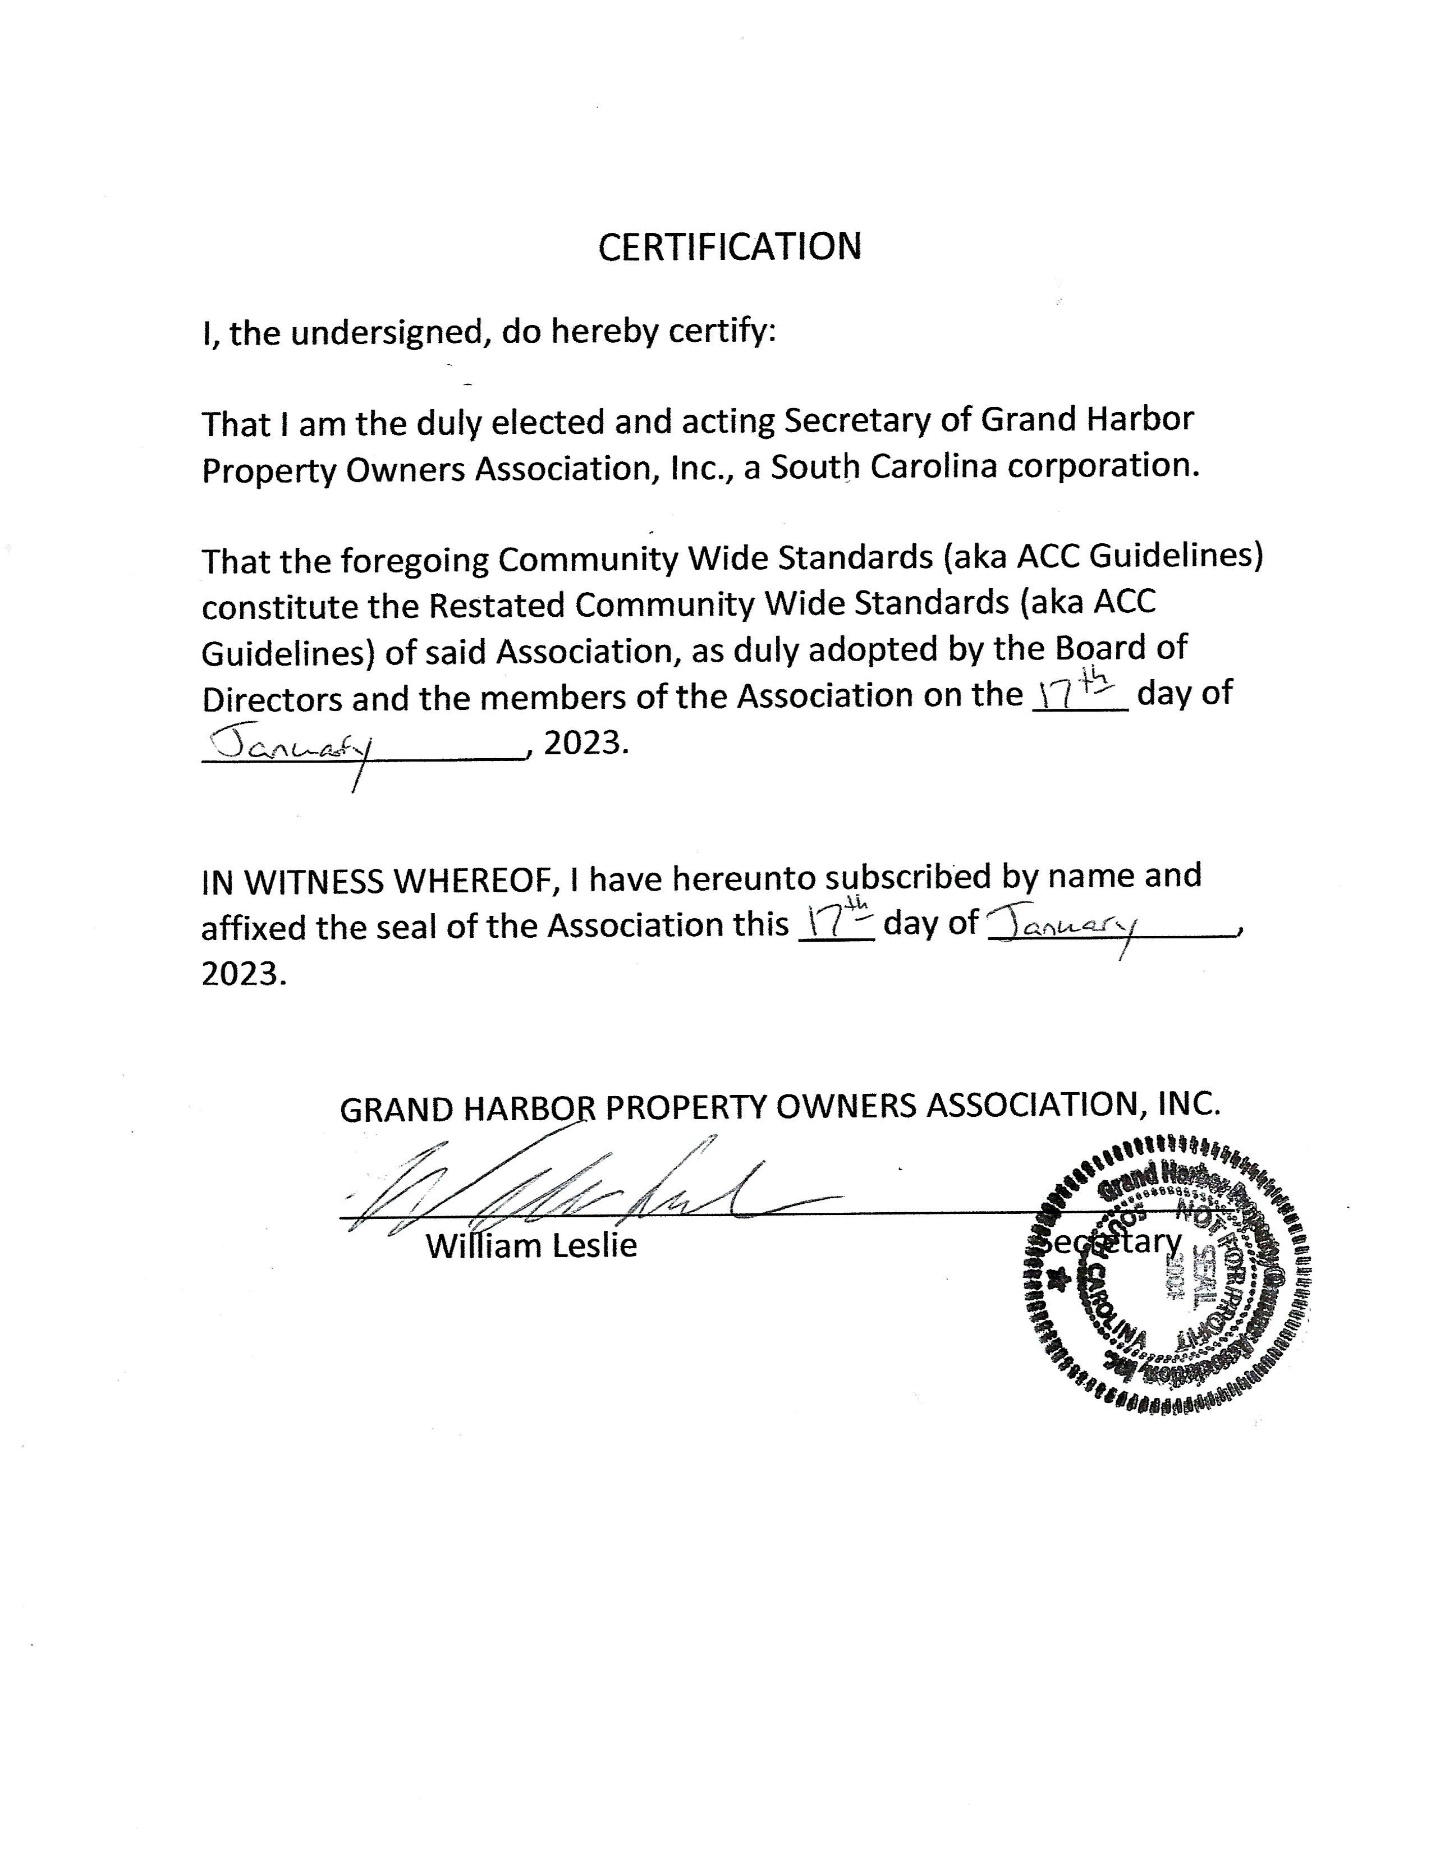 CERTIFICATION
I, the undersigned, do hereby certify:
That I am the duly elected and acting Secretary of Grand Harbor
Property Owners Association, Inc., a South Carolina corporation.
That the foregoing Community Wide Standards (aka ACC Guidelines)
constitute the Restated Community Wide Standards (aka ACC
Guidelines) of said Association, as duly adopted by the Board of
Directors and the members of the Association on the 17th day of
January, 2023.
IN WITNESS WHEREOF, I have hereunto subscribed by name and
affixed the seal of the Association this 17th day of January,
2023.
GRAND HARBOR PROPERTY OWNERS ASSOCIATION, INC.
William Leslie Secretary
Grand Harbor Property Owners Association, Inc
SOUTH CAROLINA
NOT FOR PROFIT
SEAL